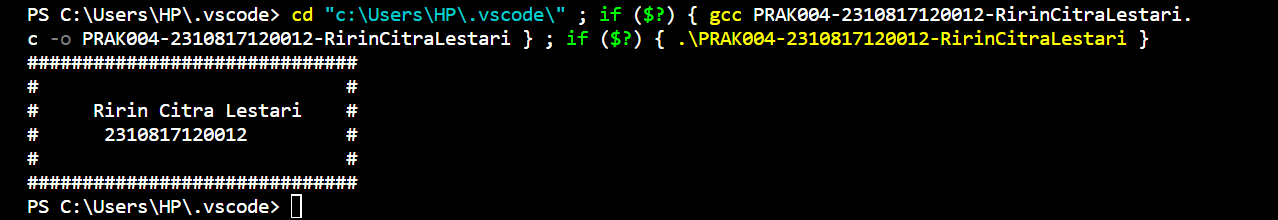 PS C:\Users\HP\.vscode> cd "c:\Users\HP\.vscode\" ; if ($?) { gcc PRAK004-2310817120012-RirinCitraLestari.
c -o PRAK004-2310817120012-RirinCitraLestari } ; if ($?) { .\PRAK004-2310817120012-RirinCitraLestari }
##############################
#                            #
#     Ririn Citra Lestari    #
#      2310817120012         #
#                            #
##############################
PS C:\Users\HP\.vscode>